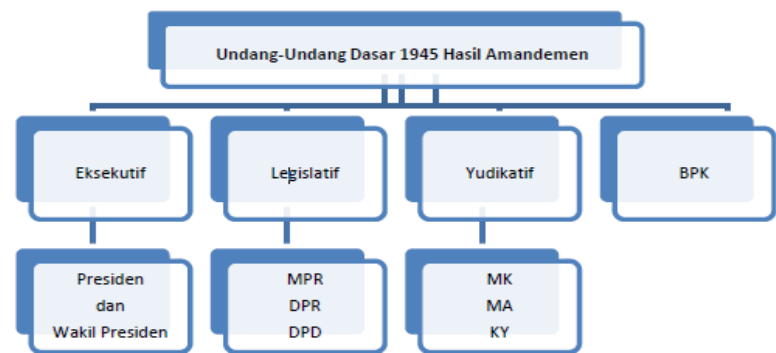 Undang-Undang Dasar 1945 Hasil Amandemen
Eksekutif
Legislatif
Yudikatif
BPK
Presiden
dan
Wakil Presiden
MPR
DPR
DPD
MK
MA
KY